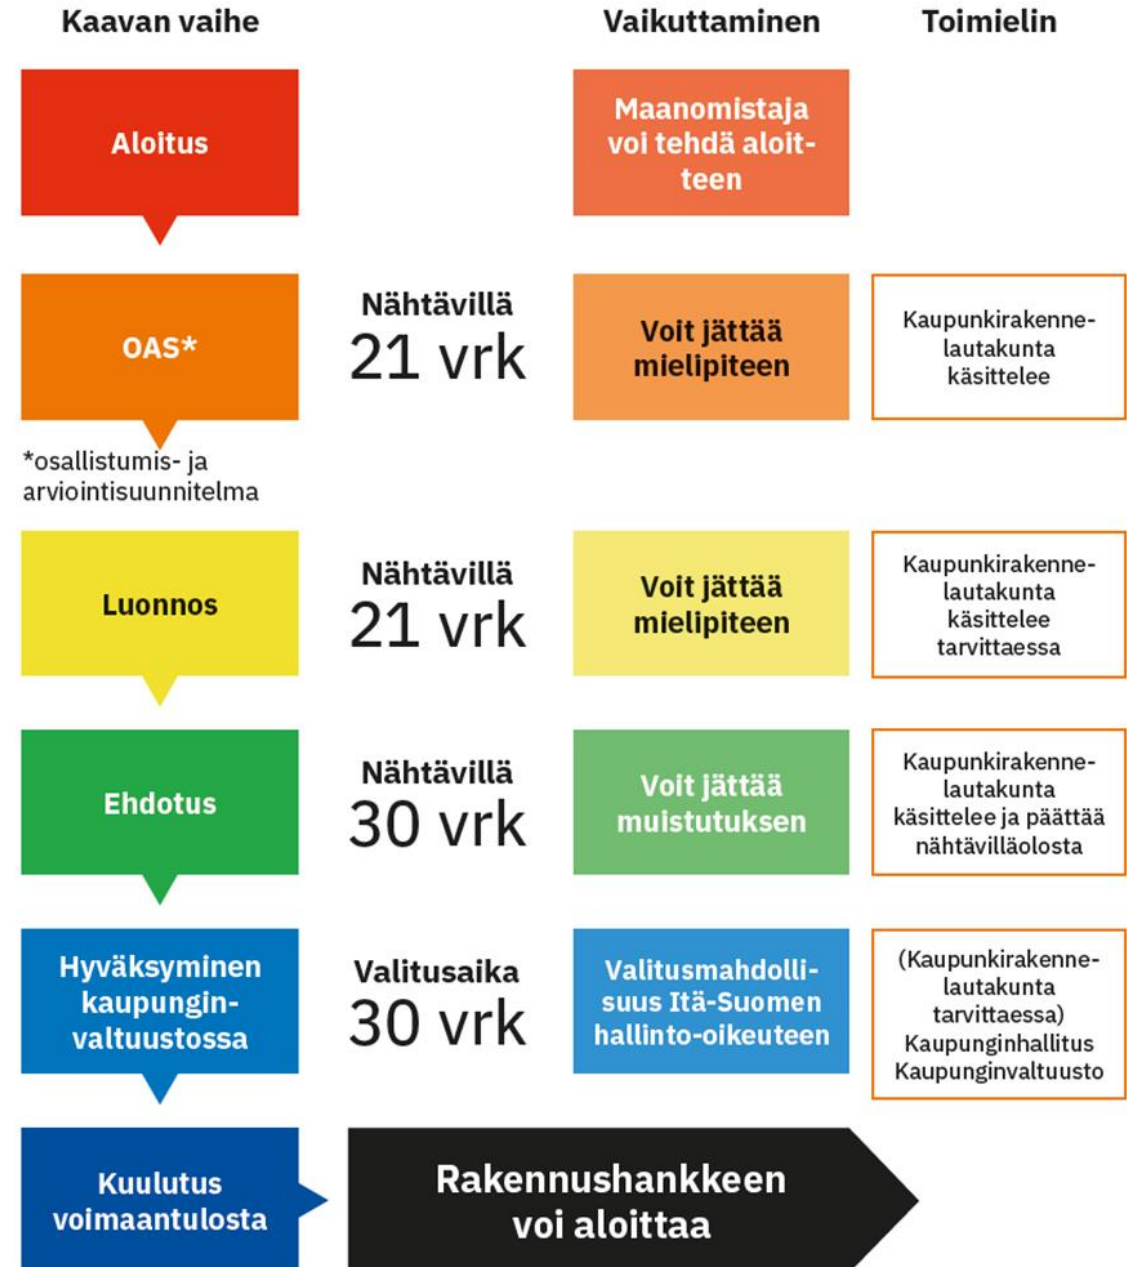 Kaavan vaihe
Vaikuttaminen
Toimielin
Aloitus
Maanomistaja
voi tehdä aloit-
teen
OAS*
Nähtävillä
21 vrk
Voit jättää
mielipiteen
Kaupunkirakenne-
lautakunta
käsittelee
*osallistumis- ja
arviointisuunnitelma
Luonnos
Nähtävillä
21 vrk
Voit jättää
mielipiteen
Kaupunkirakenne-
lautakunta
käsittelee
tarvittaessa
Ehdotus
Nähtävillä
30 vrk
Voit jättää
muistutuksen
Kaupunkirakenne-
lautakunta
käsittelee ja päättää
nähtävilläolosta
Hyväksyminen
kaupungin-
valtuustossa
Valitusaika
30 vrk
Valitusmahdolli-
suus Itä-Suomen
hallinto-oikeuteen
(Kaupunkirakenne-
lautakunta
tarvittaessa)
Kaupunginhallitus
Kaupunginvaltuusto
Kuulutus
voimaantulosta
Rakennushankkeen
voi aloittaa